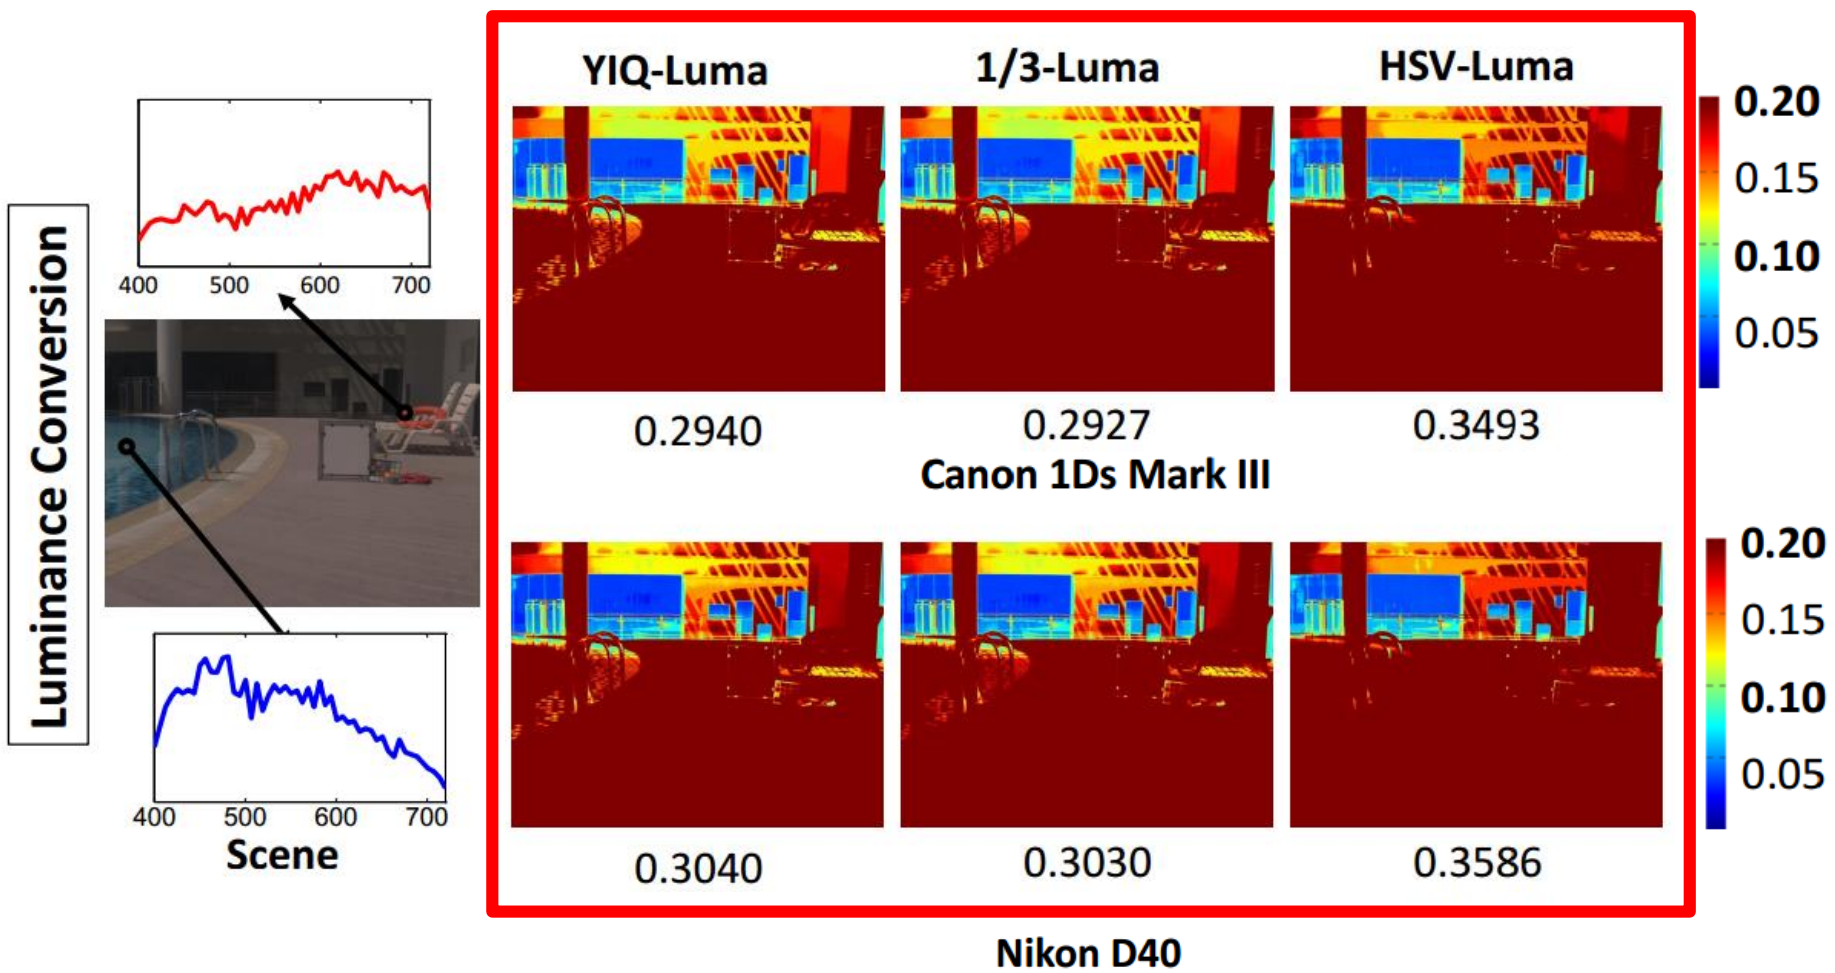 Luminance Conversion
400 500 600 700
400 500 600 700
Scene
YIQ-Luma 1/3-Luma HSV-Luma
0.2940 0.2927 0.3493
Canon 1Ds Mark III
0.3040 0.3030 0.3586
Nikon D40
0.20
0.15
0.10
0.05
0.20
0.15
0.10
0.05